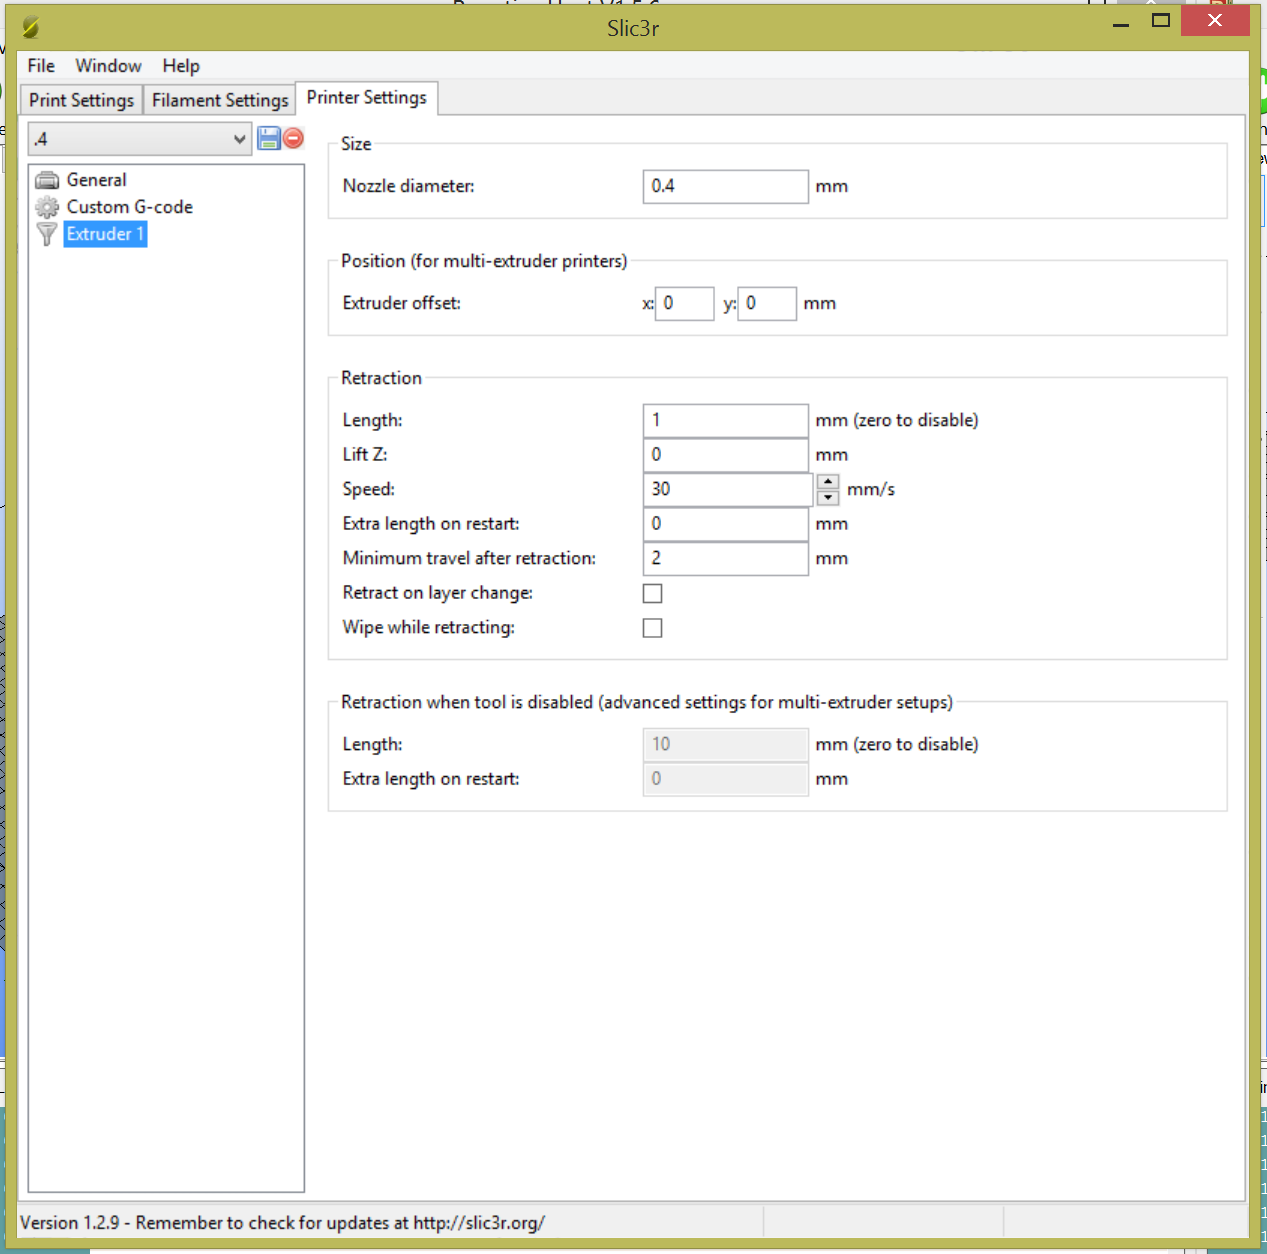 Slic3r
File Window Help
Print Settings Filament Settings Printer Settings
.4
General
Custom G-code
Extruder 1
Size
Nozzle diameter: 0.4 mm
Position (for multi-extruder printers)
Extruder offset: x: 0 y: 0 mm
Retraction
Length: 1 mm (zero to disable)
Lift Z: 0 mm
Speed: 30 mm/s
Extra length on restart: 0 mm
Minimum travel after retraction: 2 mm
Retract on layer change:
Wipe while retracting:
Retraction when tool is disabled (advanced settings for multi-extruder setups)
Length: 10 mm (zero to disable)
Extra length on restart: 0 mm
Version 1.2.9 - Remember to check for updates at http://slic3r.org/